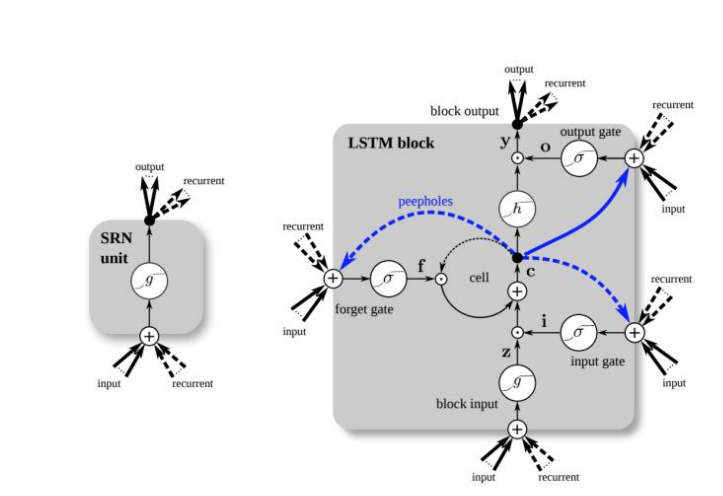 output
recurrent
SRN
unit
g
input
recurrent
output
recurrent
block output
LSTM block
y
o
output gate
σ
recurrent
input
h
peepholes
recurrent
f
σ
cell
c
forget gate
input
i
σ
input gate
recurrent
input
z
g
block input
input
recurrent